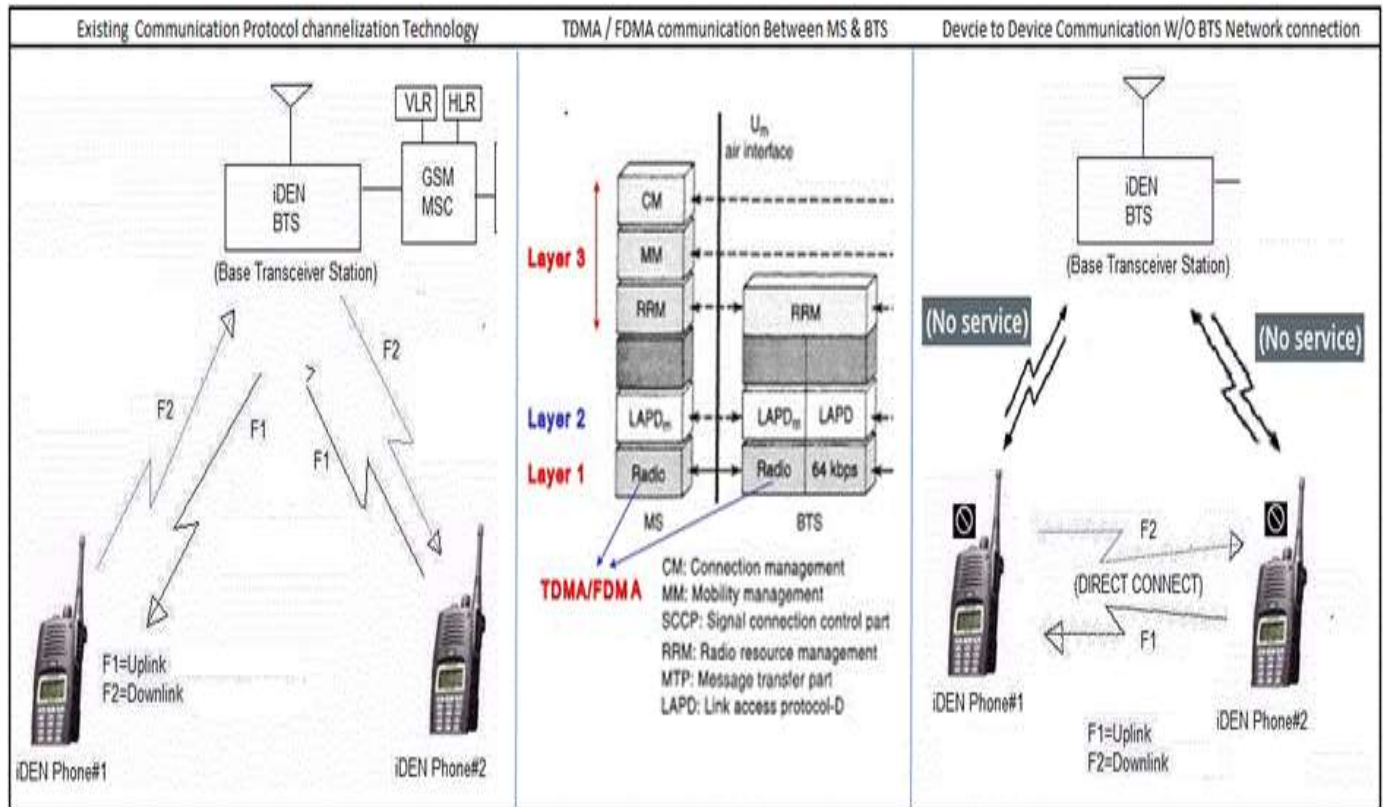 Existing Communication Protocol channelization Technology
TDMA / FDMA communication Between MS & BTS
Devcie to Device Communication W/O BTS Network connection
VLR
HLR
iDEN
BTS
GSM
MSC
(Base Transceiver Station)
F2
F2
F1
F1
F1=Uplink
F2=Downlink
iDEN Phone#1
iDEN Phone#2
Um
air interface
CM
Layer 3
MM
RRM
RRM
Layer 2
LAPDm
LAPDm
LAPD
Layer 1
Radio
Radio
64 kbps
MS
BTS
TDMA/FDMA
CM: Connection management
MM: Mobility management
SCCP: Signal connection control part
RRM: Radio resource management
MTP: Message transfer part
LAPD: Link access protocol-D
iDEN
BTS
(Base Transceiver Station)
(No service)
(No service)
F2
(DIRECT CONNECT)
F1
iDEN Phone#1
iDEN Phone#2
F1=Uplink
F2=Downlink